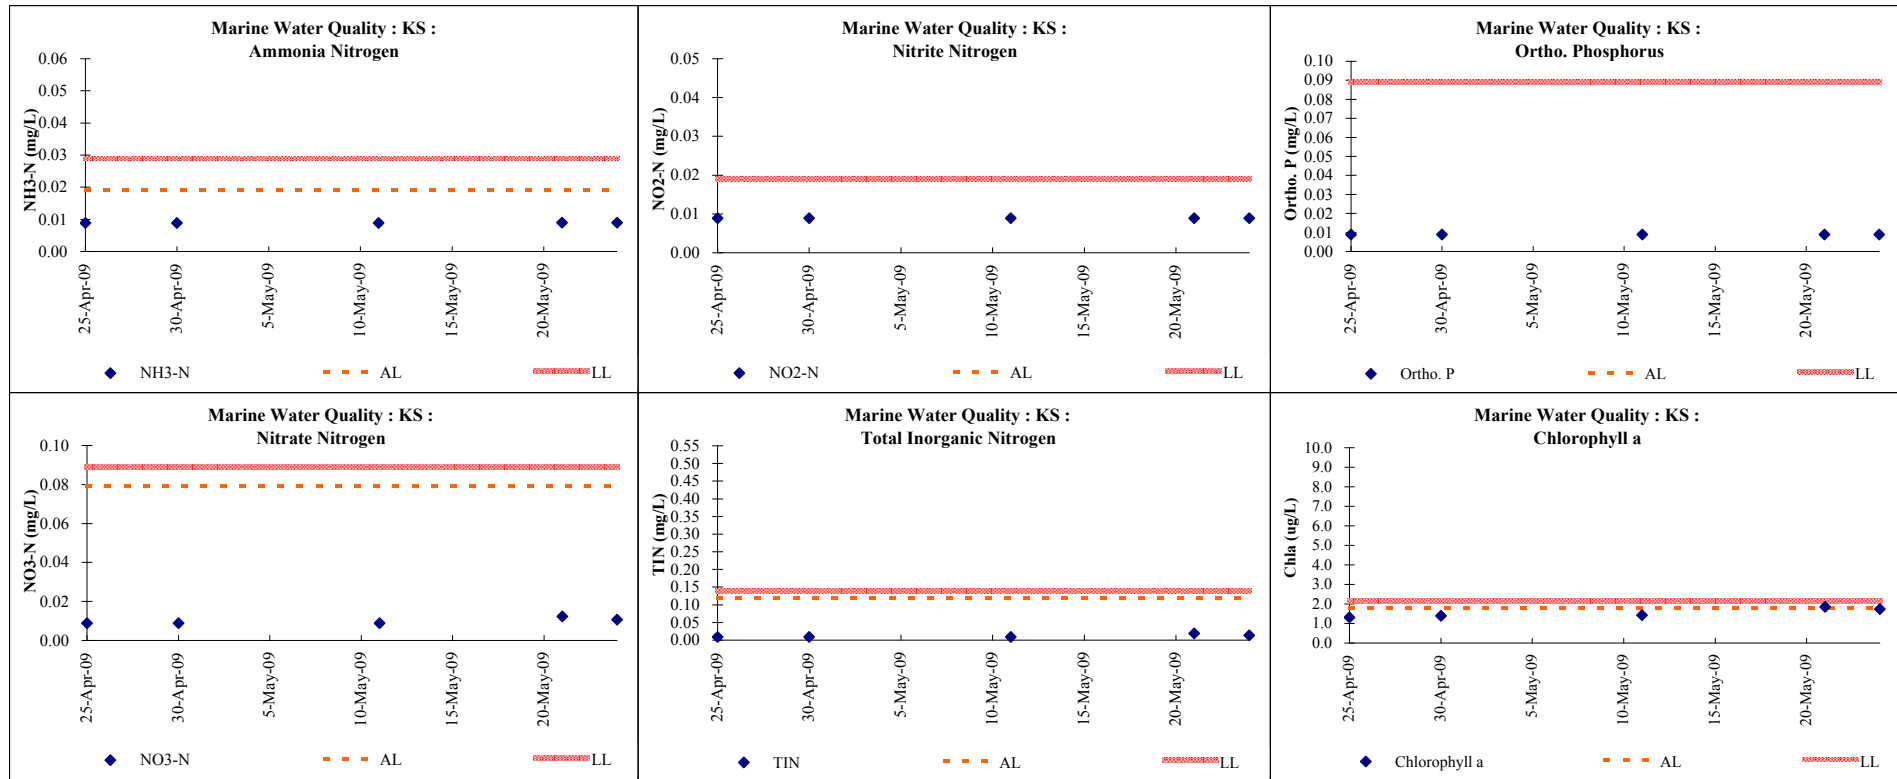 Marine Water Quality : KS :
Ammonia Nitrogen
NH3-N (mg/L)
0.06
0.05
0.04
0.03
0.02
0.01
0.00
25-Apr-09
30-Apr-09
5-May-09
10-May-09
15-May-09
20-May-09
NH3-N
AL
LL
Marine Water Quality : KS :
Nitrite Nitrogen
NO2-N (mg/L)
0.05
0.04
0.03
0.02
0.01
0.00
25-Apr-09
30-Apr-09
5-May-09
10-May-09
15-May-09
20-May-09
NO2-N
AL
LL
Marine Water Quality : KS :
Ortho. Phosphorus
Ortho. P (mg/L)
0.10
0.09
0.08
0.07
0.06
0.05
0.04
0.03
0.02
0.01
0.00
25-Apr-09
30-Apr-09
5-May-09
10-May-09
15-May-09
20-May-09
Ortho. P
AL
LL
Marine Water Quality : KS :
Nitrate Nitrogen
NO3-N (mg/L)
0.10
0.08
0.06
0.04
0.02
0.00
25-Apr-09
30-Apr-09
5-May-09
10-May-09
15-May-09
20-May-09
NO3-N
AL
LL
Marine Water Quality : KS :
Total Inorganic Nitrogen
TIN (mg/L)
0.55
0.50
0.45
0.40
0.35
0.30
0.25
0.20
0.15
0.10
0.05
0.00
25-Apr-09
30-Apr-09
5-May-09
10-May-09
15-May-09
20-May-09
TIN
AL
LL
Marine Water Quality : KS :
Chlorophyll a
Chla (ug/L)
10.0
9.0
8.0
7.0
6.0
5.0
4.0
3.0
2.0
1.0
0.0
25-Apr-09
30-Apr-09
5-May-09
10-May-09
15-May-09
20-May-09
Chlorophyll a
AL
LL